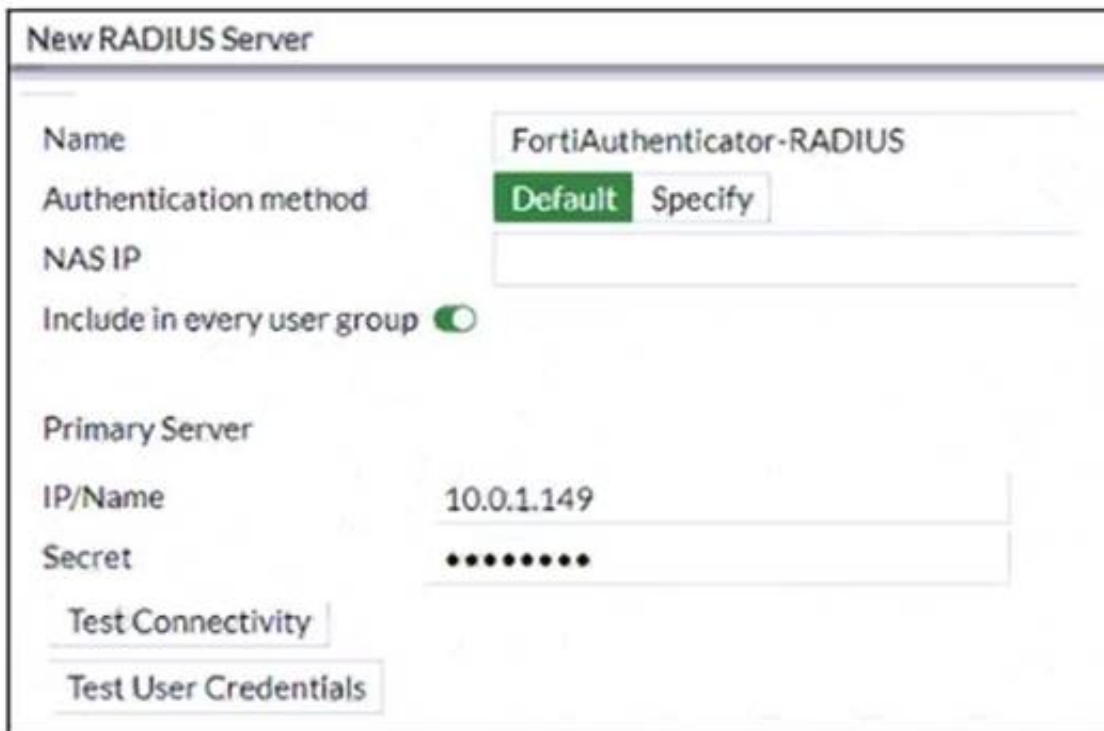 New RADIUS Server
Name FortiAuthenticator-RADIUS
Authentication method Default Specify
NAS IP
Include in every user group
Primary Server
IP/Name 10.0.1.149
Secret ••••••••
Test Connectivity
Test User Credentials